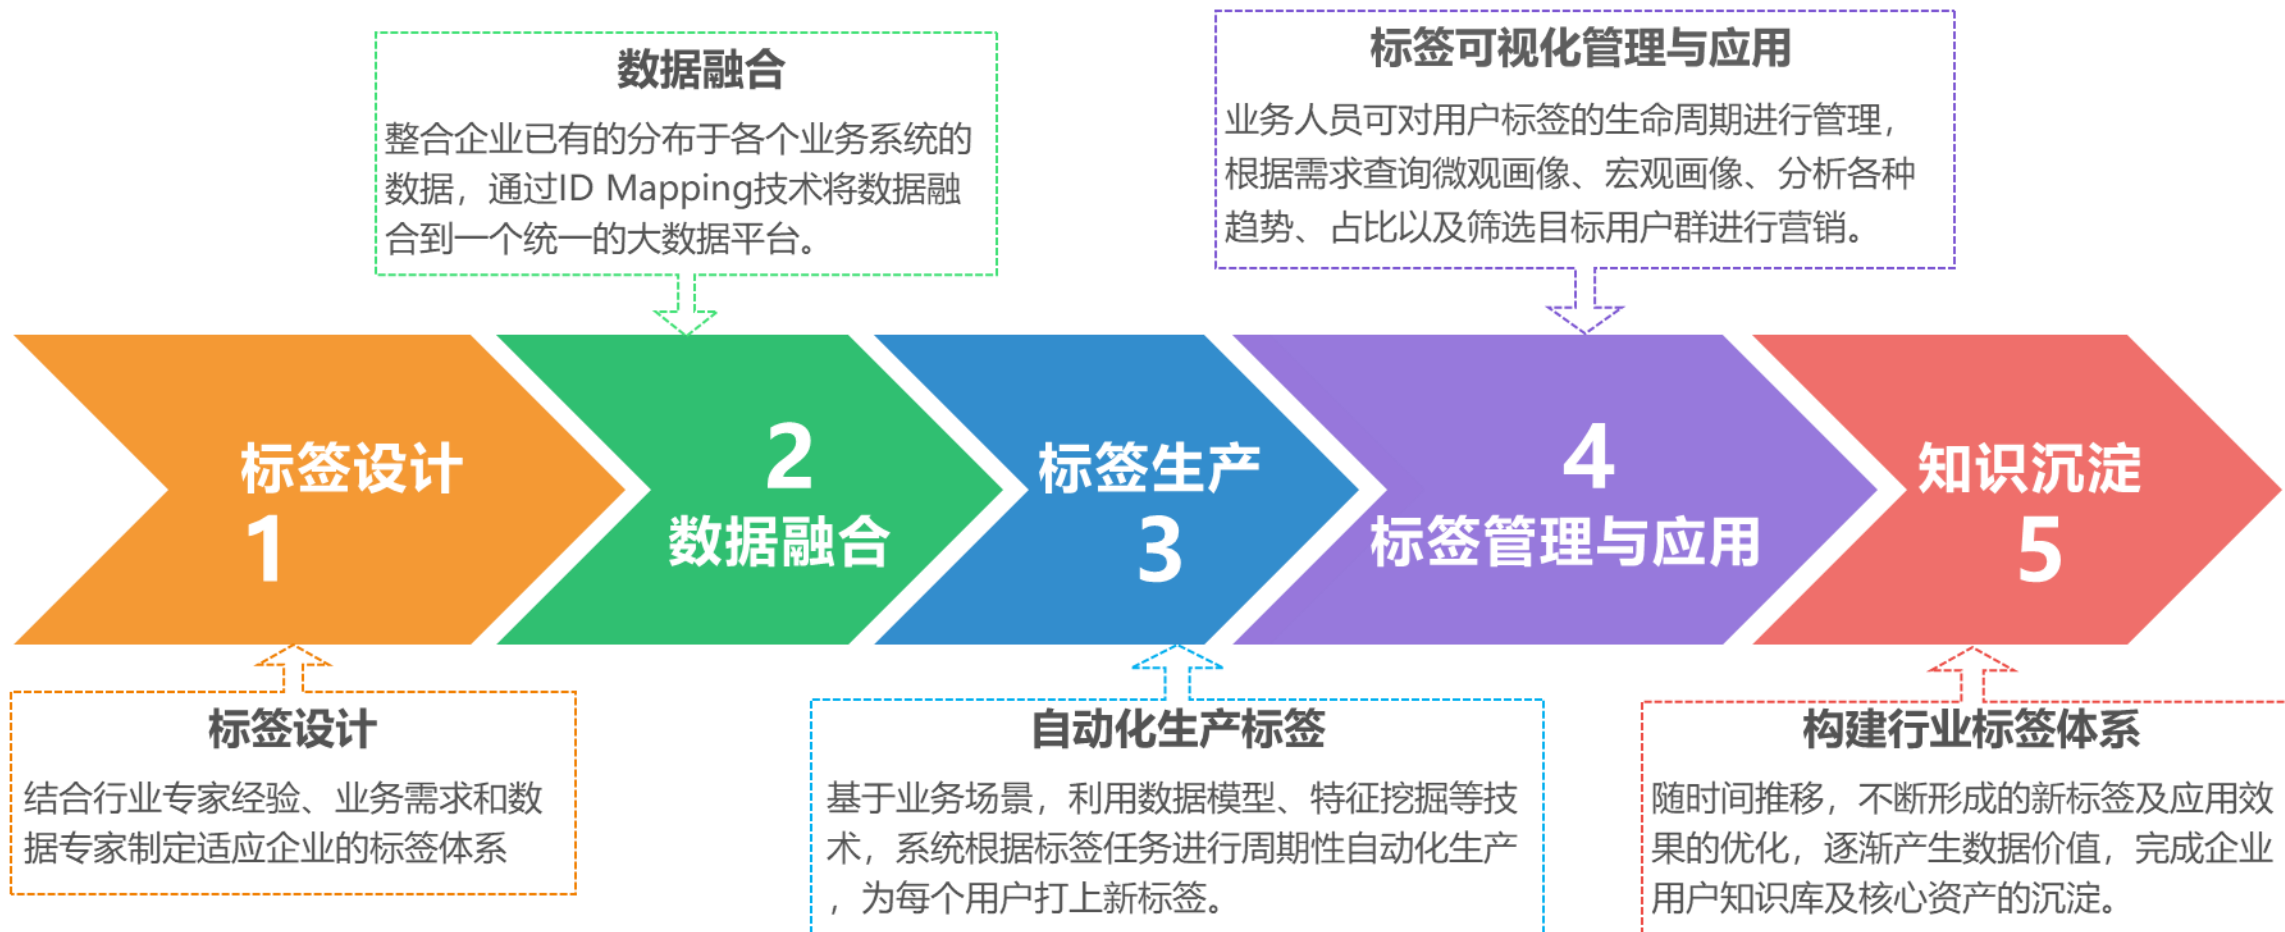 数据融合
整合企业已有的分布于各个业务系统的
数据，通过ID Mapping技术将数据融
合到一个统一的大数据平台。
标签可视化管理与应用
业务人员可对用户标签的生命周期进行管理，
根据需求查询微观画像、宏观画像、分析各种
趋势、占比以及筛选目标用户群进行营销。
标签设计
1
2
数据融合
标签生产
3
4
标签管理与应用
知识沉淀
5
标签设计
结合行业专家经验、业务需求和数
据专家制定适应企业的标签体系
自动化生产标签
基于业务场景，利用数据模型、特征挖掘等技
术，系统根据标签任务进行周期性自动化生产
，为每个用户打上新标签。
构建行业标签体系
随时间推移，不断形成的新标签及应用效
果的优化，逐渐产生数据价值，完成企业
用户知识库及核心资产的沉淀。